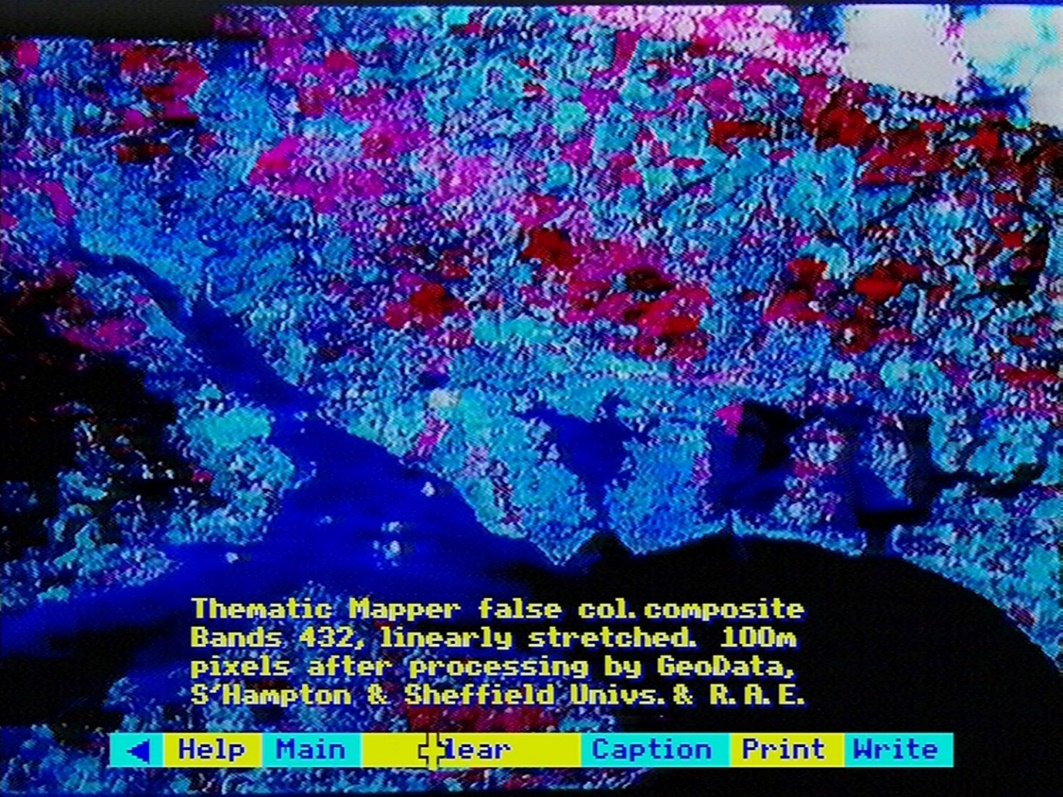 Thematic Mapper false col. composite
Bands 432, linearly stretched. 100m
pixels after processing by GeoData,
S'Hampton & Sheffield Univs. & R.A.E.
Help Main Clear Caption Print Write